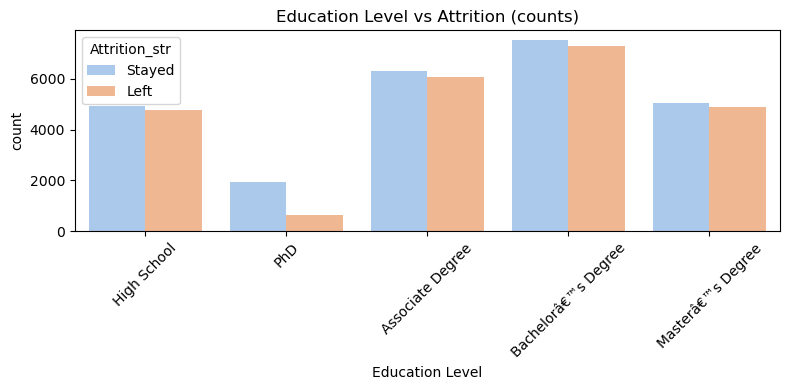 Education Level vs Attrition (counts)
Attrition_str
Stayed
Left
count
6000
4000
2000
0
High School
PhD
Associate Degree
Bachelorâ€™s Degree
Masterâ€™s Degree
Education Level